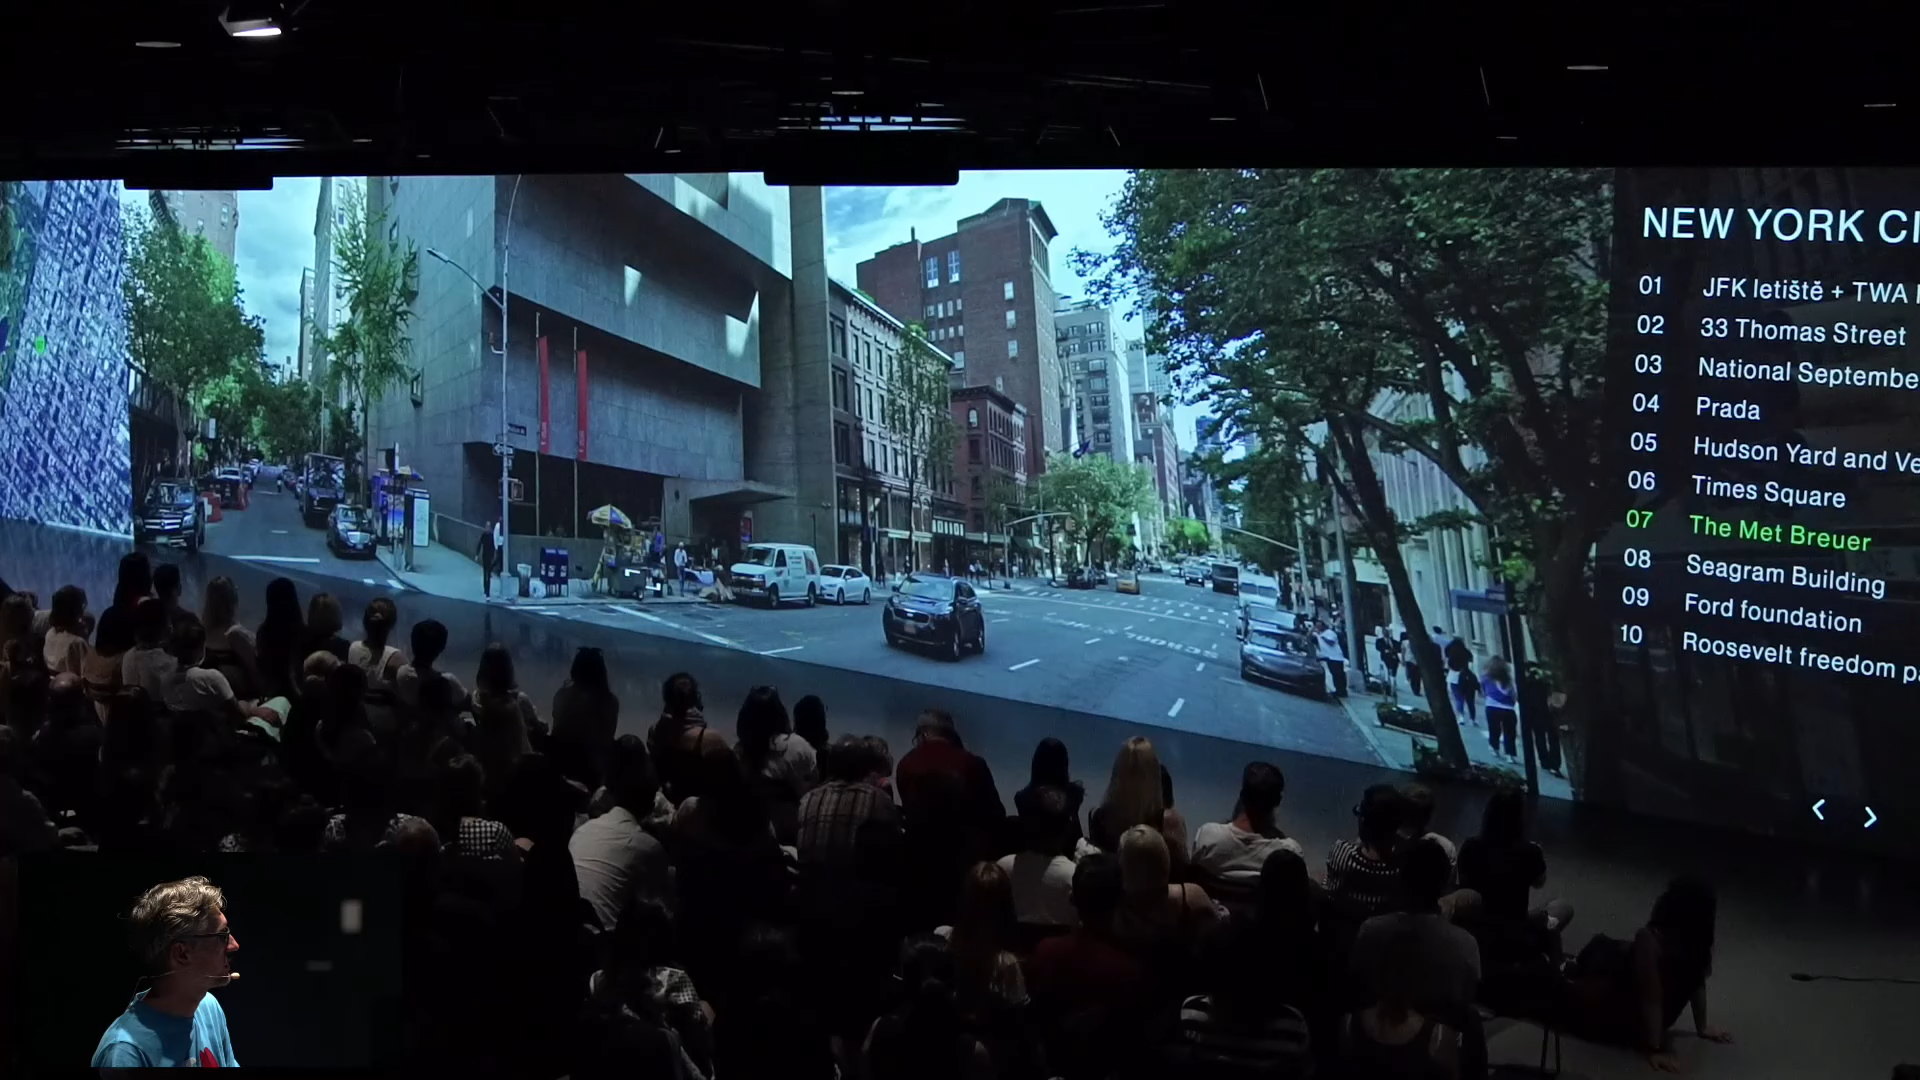 NEW YORK CI
01 JFK letiště + TWA
02 33 Thomas Street
03 National Septembe
04 Prada
05 Hudson Yard and Ve
06 Times Square
07 The Met Breuer
08 Seagram Building
09 Ford foundation
10 Roosevelt freedom pa